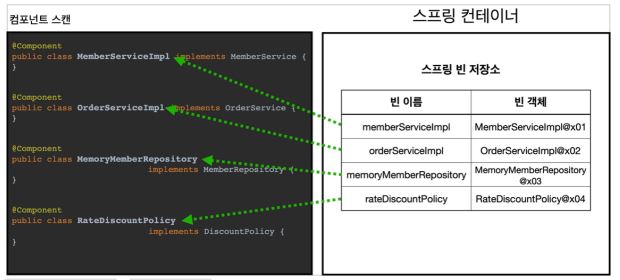 컴포넌트 스캔
@Component
public class MemberServiceImpl implements MemberService {
}
@Component
public class OrderServiceImpl implements OrderService {
}
@Component
public class MemoryMemberRepository
implements MemberRepository {
}
@Component
public class RateDiscountPolicy
implements DiscountPolicy {
}
스프링 컨테이너
스프링 빈 저장소
빈 이름 빈 객체
memberServiceImpl MemberServiceImpl@x01
orderServiceImpl OrderServiceImpl@x02
memoryMemberRepository MemoryMemberRepository
@x03
rateDiscountPolicy RateDiscountPolicy@x04